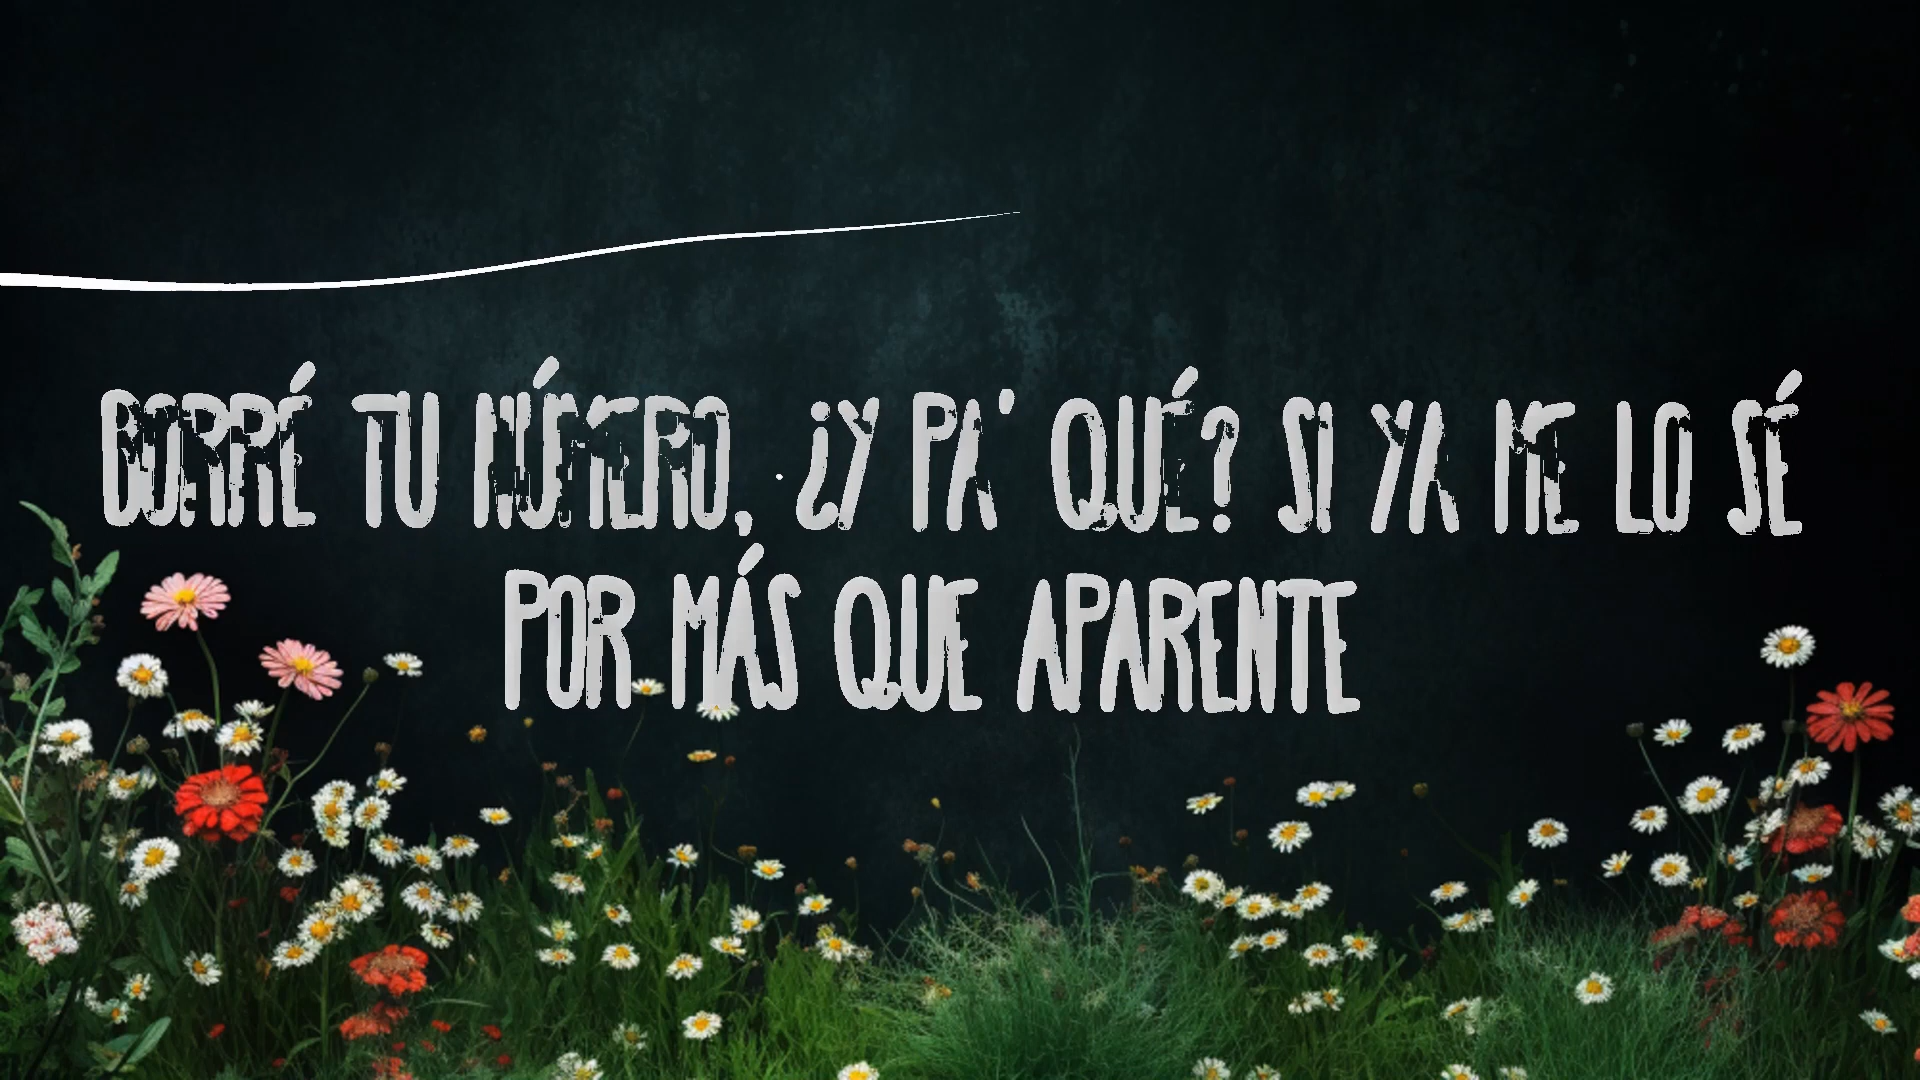 BORRÉ TU NÚMERO, ¿Y PA' QUÉ? SI YA ME LO SÉ
POR MÁS QUE APARENTE